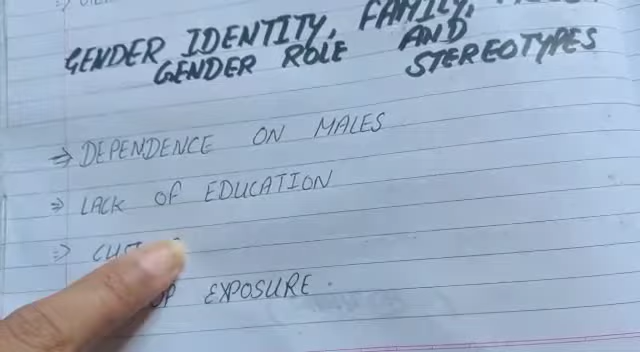 GENDER IDENTITY, FAMILY,
GENDER ROLE AND STEREOTYPES
⇒ DEPENDENCE ON MALES
⇒ LACK OF EDUCATION
⇒
EXPOSURE.